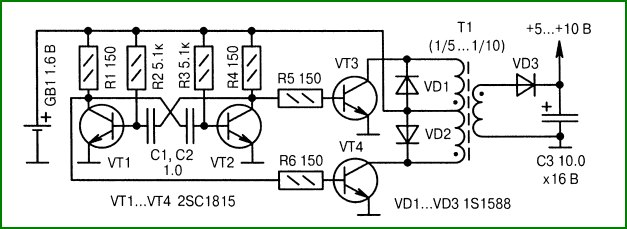 GB1 1.6 В
+
R1 150
R2 5.1к
R3 5.1к
R4 150
R5 150
R6 150
VT1
VT2
C1, C2
1.0
VT3
VT4
VD1
VD2
T1
(1/5...1/10)
+5...+10 В
VD3
+
C3 10.0
x16 В
VT1...VT4 2SC1815
VD1...VD3 1S1588